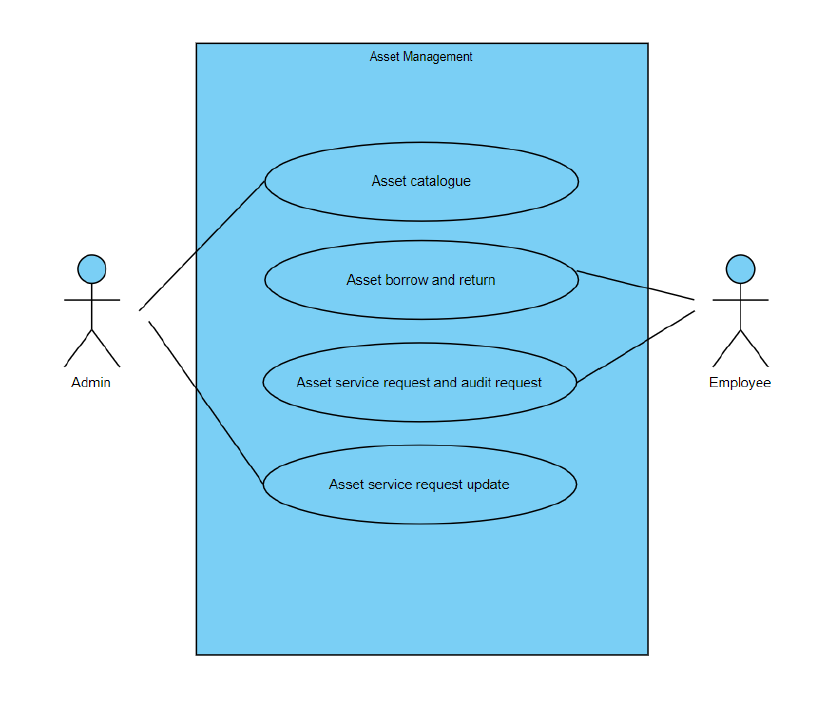 Asset Management
Asset catalogue
Asset borrow and return
Asset service request and audit request
Admin
Employee
Asset service request update